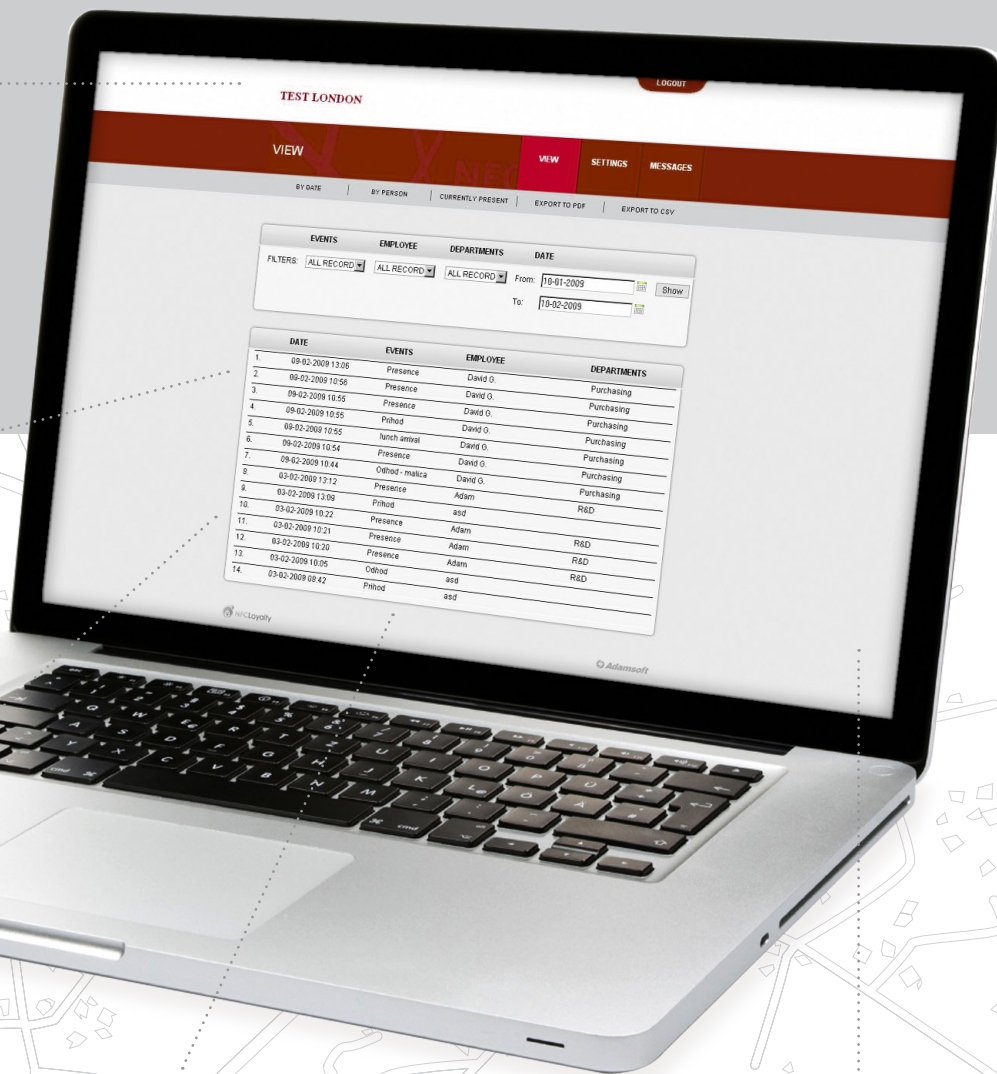 LOGOUT
TEST LONDON
VIEW
VIEW SETTINGS MESSAGES
BY DATE | BY PERSON | CURRENTLY PRESENT | EXPORT TO PDF | EXPORT TO CSV
EVENTS EMPLOYEE DEPARTMENTS DATE
FILTERS: ALL RECORD ALL RECORD ALL RECORD From: 10-01-2009 Show
To: 10-02-2009
DATE EVENTS EMPLOYEE DEPARTMENTS
1. 09-02-2009 13:06 Presence David G. Purchasing
2. 09-02-2009 10:56 Presence David G. Purchasing
3. 09-02-2009 10:55 Presence David G. Purchasing
4. 09-02-2009 10:55 Prihod David G. Purchasing
5. 09-02-2009 10:55 lunch arrival David G. Purchasing
6. 09-02-2009 10:54 Presence David G. Purchasing
7. 09-02-2009 10:44 Odhod - malica David G. Purchasing
8. 03-02-2009 13:12 Presence Adam R&D
9. 03-02-2009 13:09 Prihod asd
10. 03-02-2009 10:22 Presence Adam R&D
11. 03-02-2009 10:21 Presence Adam R&D
12. 03-02-2009 10:20 Presence Adam R&D
13. 03-02-2009 10:05 Odhod asd
14. 03-02-2009 08:42 Prihod asd
NFCLoyalty
Adamsoft
Q W E R T Z U I O P Ü
A S D F G H J K L Ö Ä
Y X C V B N M
cmd ⌘ ⌘ cmd